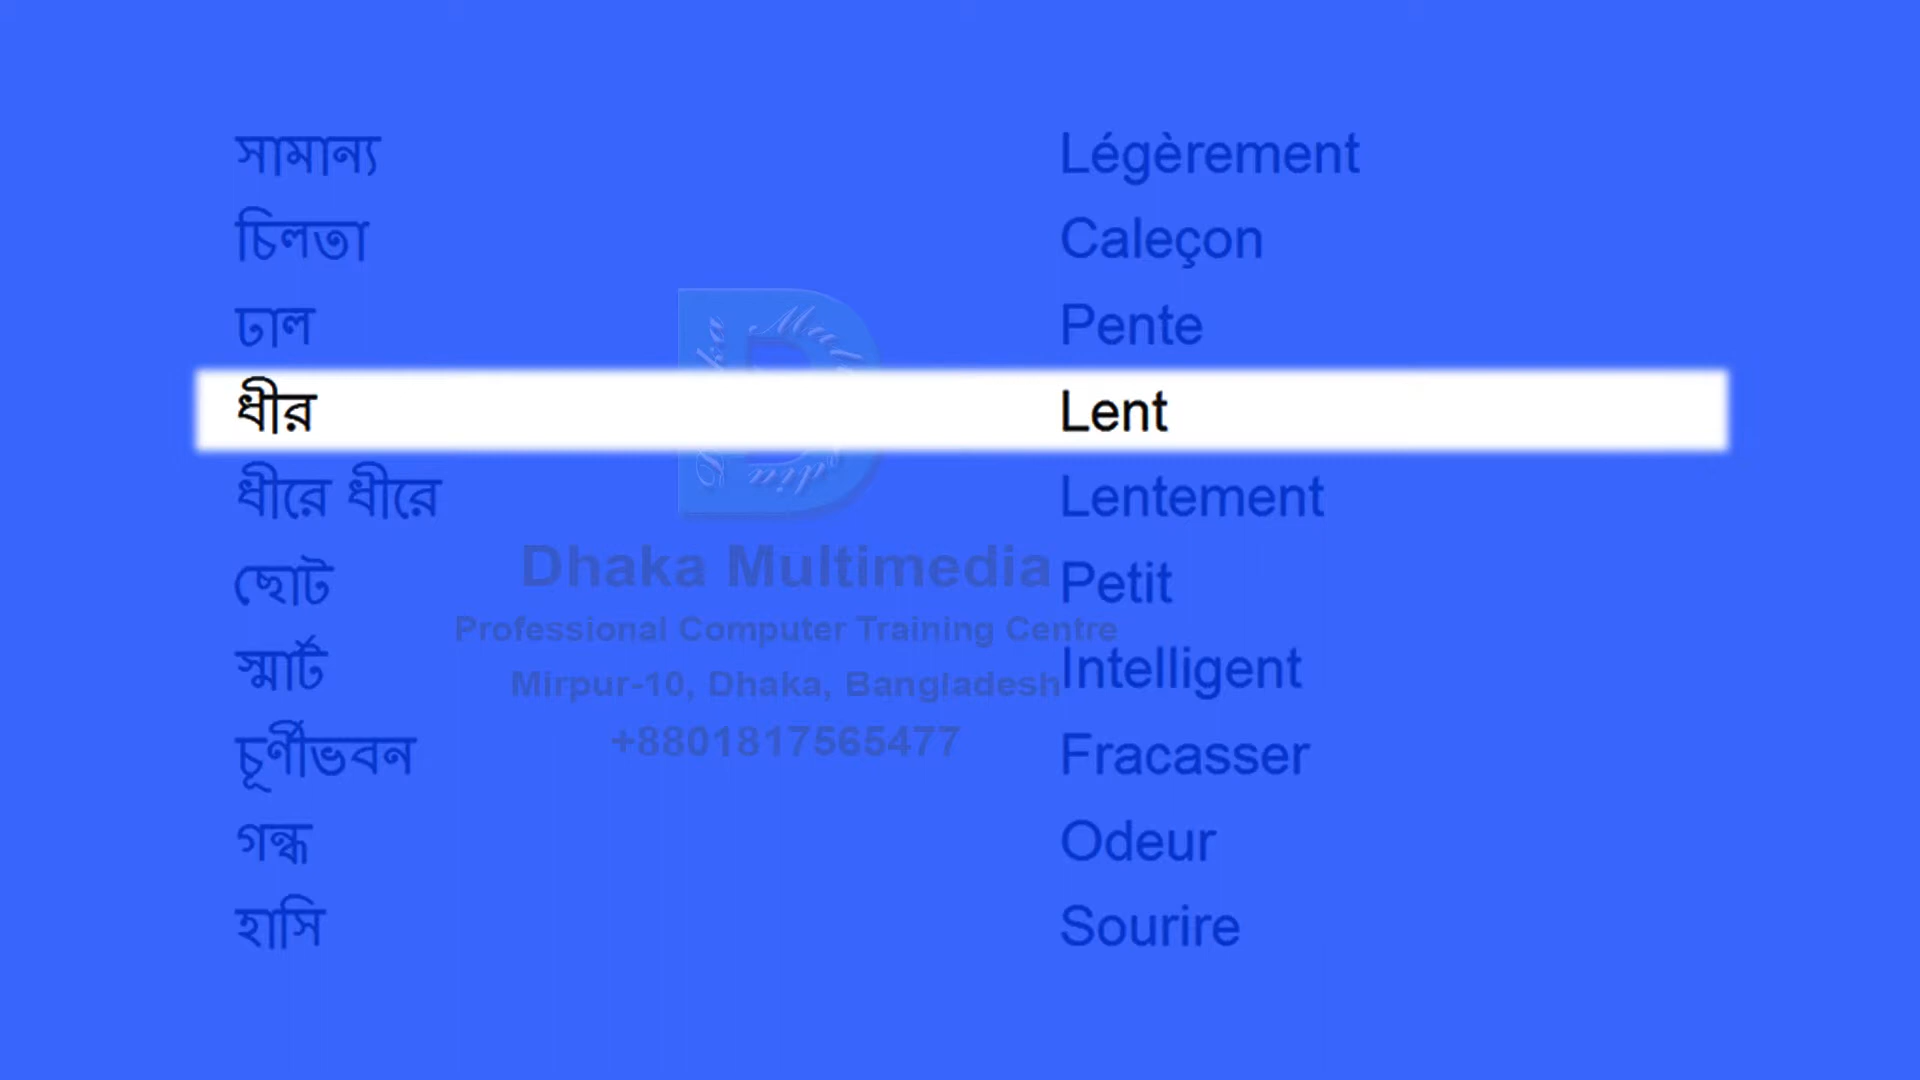 সামান্য Légèrement
চিলতা Caleçon
ঢাল Pente
ধীর Lent
ধীরে ধীরে Lentement
ছোট Petit
স্মার্ট Intelligent
চূর্ণীভবন Fracasser
গন্ধ Odeur
হাসি Sourire
Dhaka Multimedia
Professional Computer Training Centre
Mirpur-10, Dhaka, Bangladesh
+8801817565477